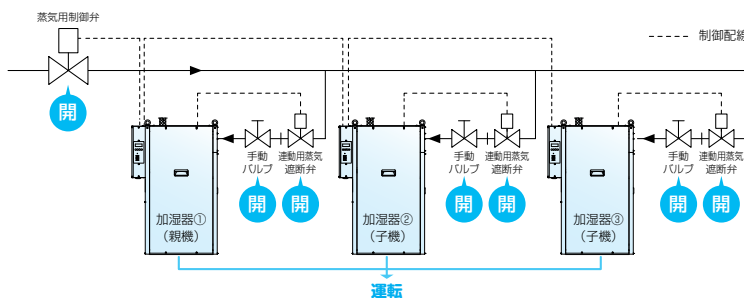 蒸気用制御弁
制御配線
開
手動
バルブ
連動用蒸気
遮断弁
手動
バルブ
連動用蒸気
遮断弁
手動
バルブ
連動用蒸気
遮断弁
開
開
開
開
開
開
加湿器①
(親機)
加湿器②
(子機)
加湿器③
(子機)
運転